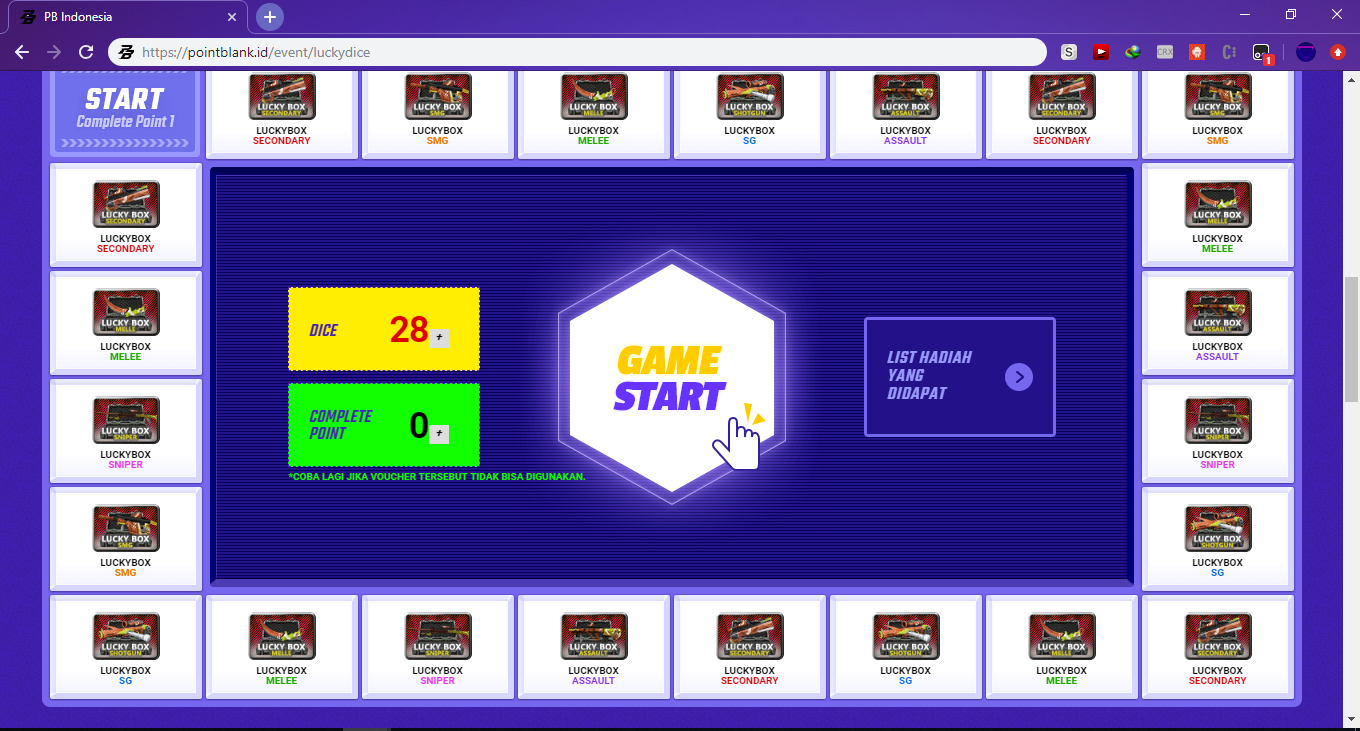 PB Indonesia
https://pointblank.id/event/luckydice
S
CRX
1
START
Complete Point 1
LUCKY BOX
SECONDARY
LUCKYBOX
SECONDARY
LUCKY BOX
SMG
LUCKYBOX
SMG
LUCKY BOX
MELLE
LUCKYBOX
MELEE
LUCKY BOX
SHOTGUN
LUCKYBOX
SG
LUCKY BOX
ASSAULT
LUCKYBOX
ASSAULT
LUCKY BOX
SECONDARY
LUCKYBOX
SECONDARY
LUCKY BOX
SMG
LUCKYBOX
SMG
LUCKY BOX
SECONDARY
LUCKYBOX
SECONDARY
LUCKY BOX
MELLE
LUCKYBOX
MELEE
LUCKY BOX
SNIPER
LUCKYBOX
SNIPER
LUCKY BOX
SMG
LUCKYBOX
SMG
DICE 28 +
COMPLETE
POINT 0 +
*COBA LAGI JIKA VOUCHER TERSEBUT TIDAK BISA DIGUNAKAN.
GAME
START
LIST HADIAH
YANG
DIDAPAT
LUCKY BOX
MELLE
LUCKYBOX
MELEE
LUCKY BOX
ASSAULT
LUCKYBOX
ASSAULT
LUCKY BOX
SNIPER
LUCKYBOX
SNIPER
LUCKY BOX
SHOTGUN
LUCKYBOX
SG
LUCKY BOX
SHOTGUN
LUCKYBOX
SG
LUCKY BOX
MELLE
LUCKYBOX
MELEE
LUCKY BOX
SNIPER
LUCKYBOX
SNIPER
LUCKY BOX
ASSAULT
LUCKYBOX
ASSAULT
LUCKY BOX
SECONDARY
LUCKYBOX
SECONDARY
LUCKY BOX
SHOTGUN
LUCKYBOX
SG
LUCKY BOX
MELLE
LUCKYBOX
MELEE
LUCKY BOX
SECONDARY
LUCKYBOX
SECONDARY